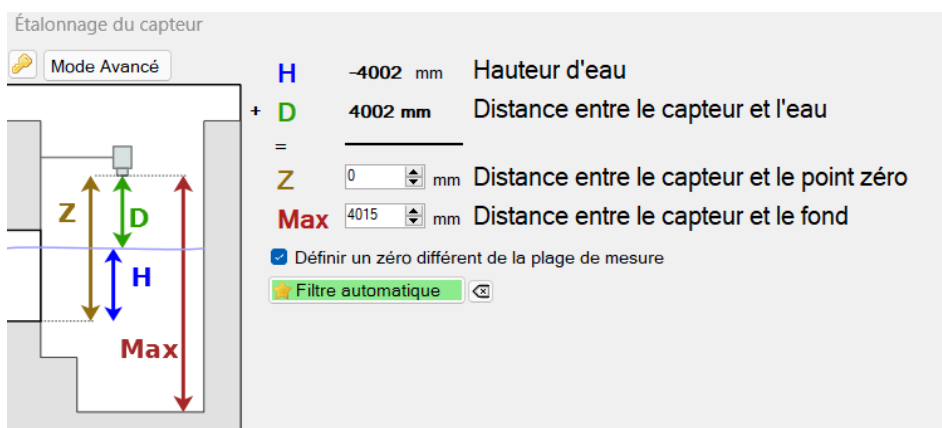 Étalonnage du capteur
Mode Avancé
H -4002 mm Hauteur d'eau
+ D 4002 mm Distance entre le capteur et l'eau
=
Z 0 mm Distance entre le capteur et le point zéro
Max 4015 mm Distance entre le capteur et le fond
Définir un zéro différent de la plage de mesure
Filtre automatique
Z
D
H
Max